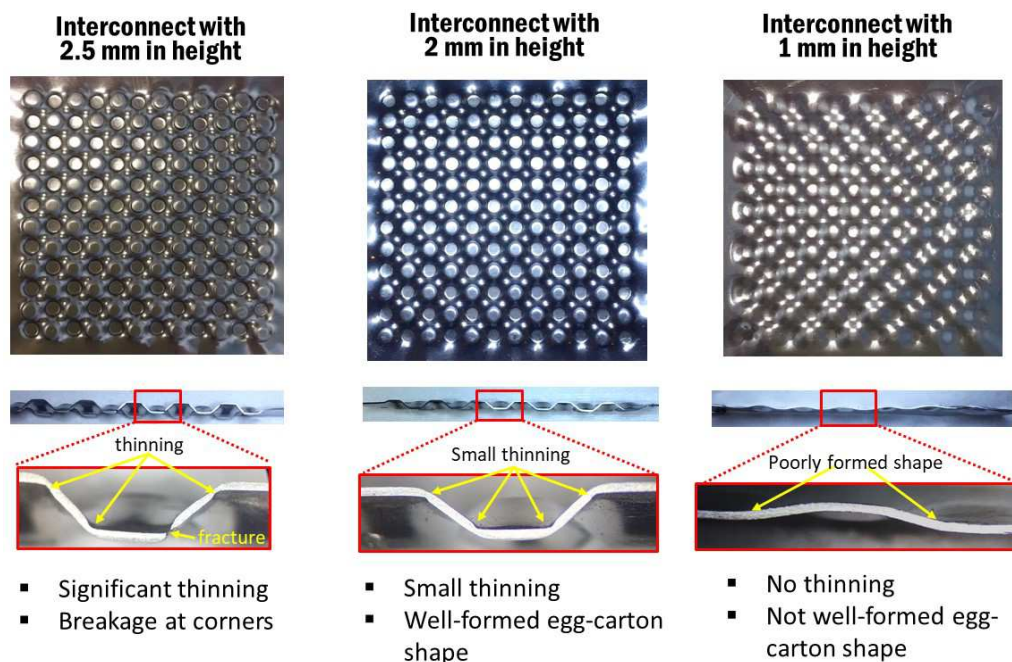 Interconnect with
2.5 mm in height
Interconnect with
2 mm in height
Interconnect with
1 mm in height
thinning
fracture
Small thinning
Poorly formed shape
▪ Significant thinning
▪ Breakage at corners
▪ Small thinning
▪ Well-formed egg-carton
shape
▪ No thinning
▪ Not well-formed egg-
carton shape